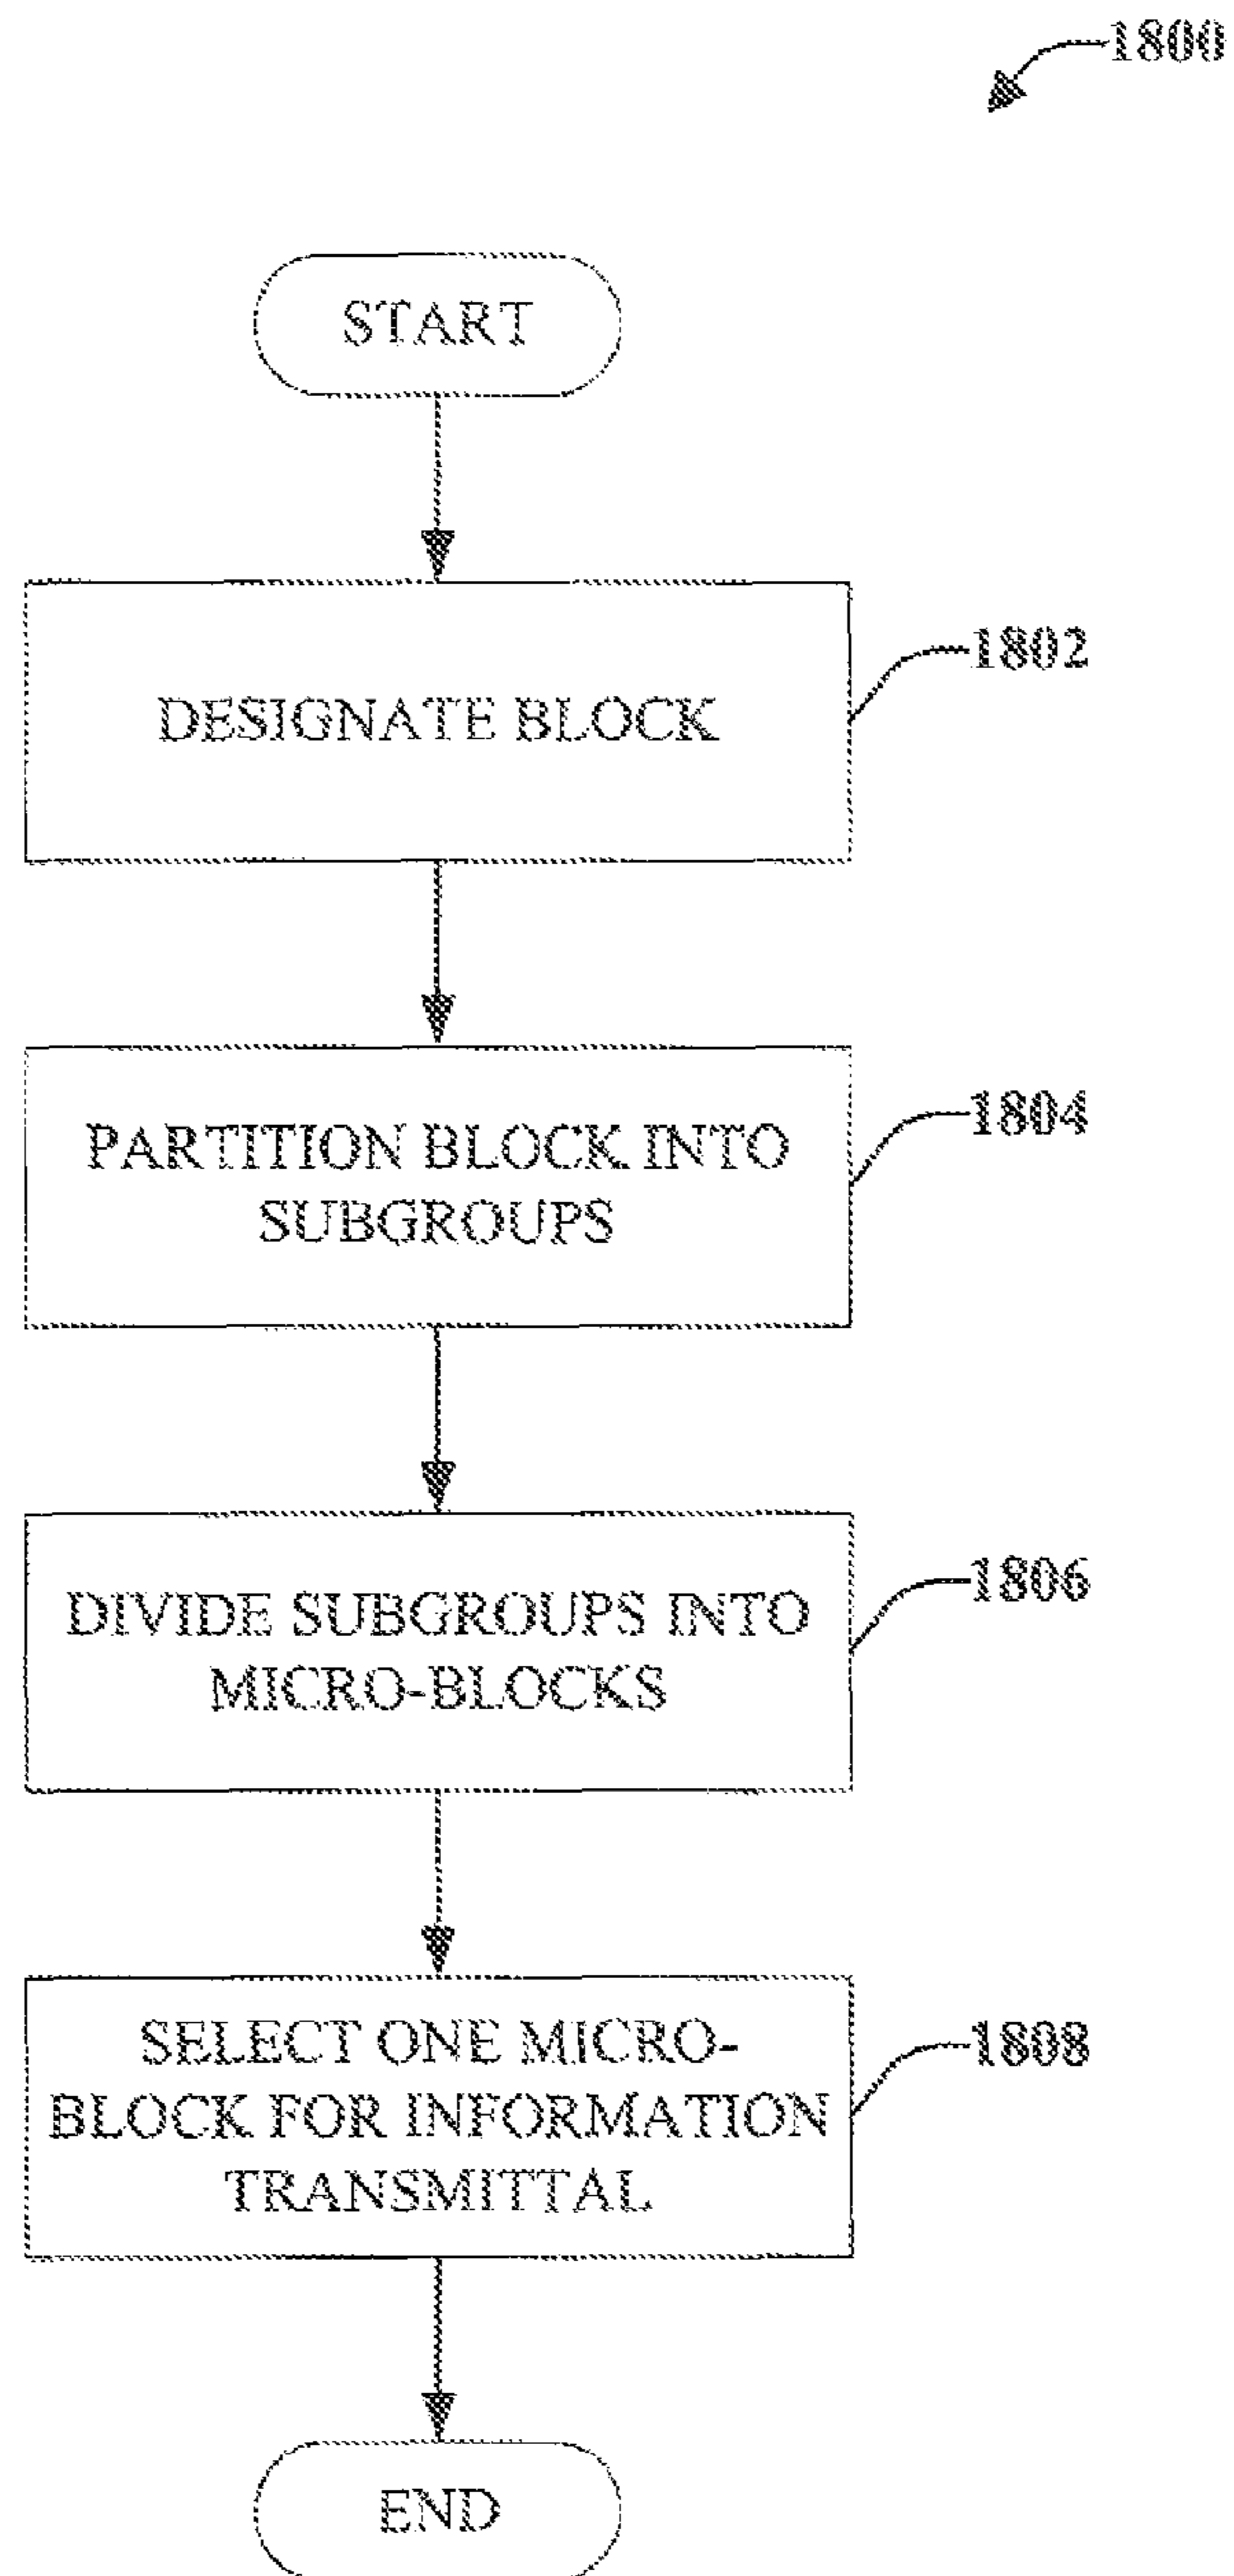 1800
START
DESIGNATE BLOCK
1802
PARTITION BLOCK INTO
SUBGROUPS
1804
DIVIDE SUBGROUPS INTO
MICRO-BLOCKS
1806
SELECT ONE MICRO-
BLOCK FOR INFORMATION
TRANSMITTAL
1808
END